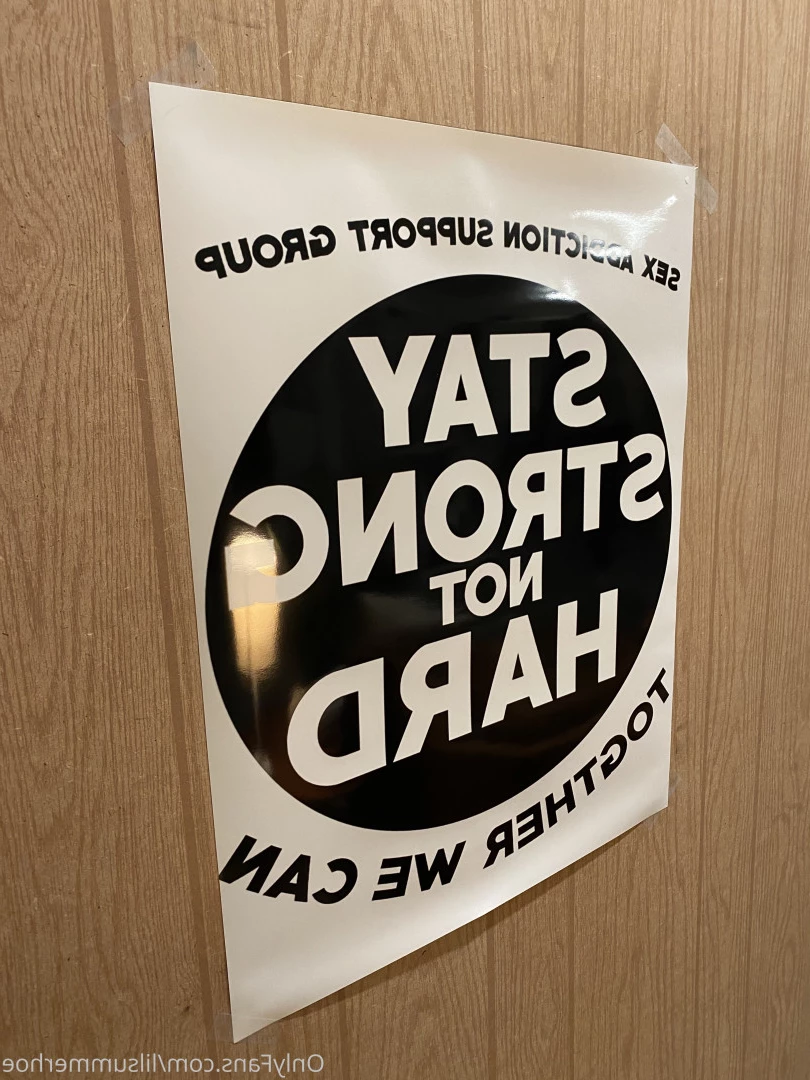 SEX ADDICTION SUPPORT GROUP
STAY
STRONG
NOT
HARD
TOGTHER WE CAN
OnlyFans.com/lilsummerhoe